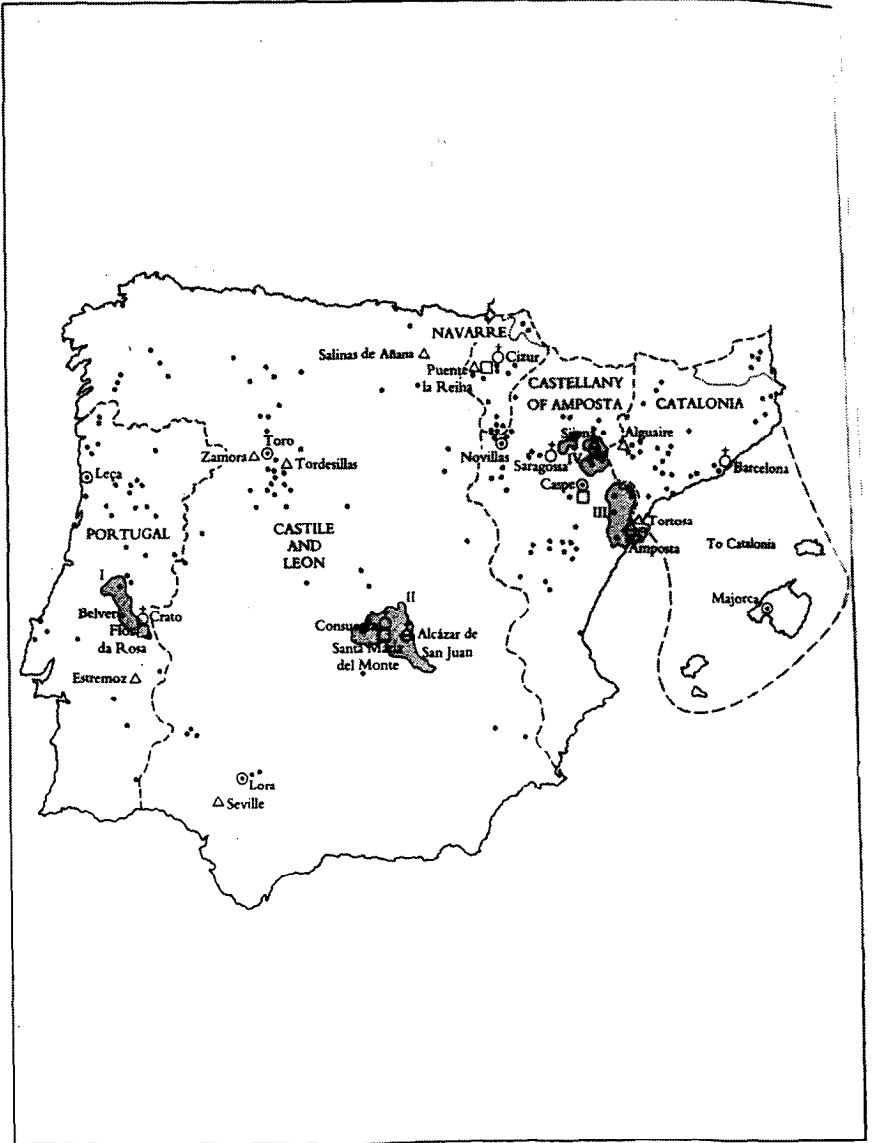 NAVARRE
Salinas de Añana
Cizur
Puente
la Reina
CASTELLANY
OF AMPOSTA
CATALONIA
Toro
Zamora
Tordesillas
Novillas
Alguaire
Saragossa
IV
Barcelona
Leça
Caspe
PORTUGAL
CASTILE
AND
LEON
III
Tortosa
Amposta
To Catalonia
I
II
Majorca
Belver
Crato
Flor
da Rosa
Alcázar de
San Juan
Santa María
del Monte
Estremoz
Lora
Seville